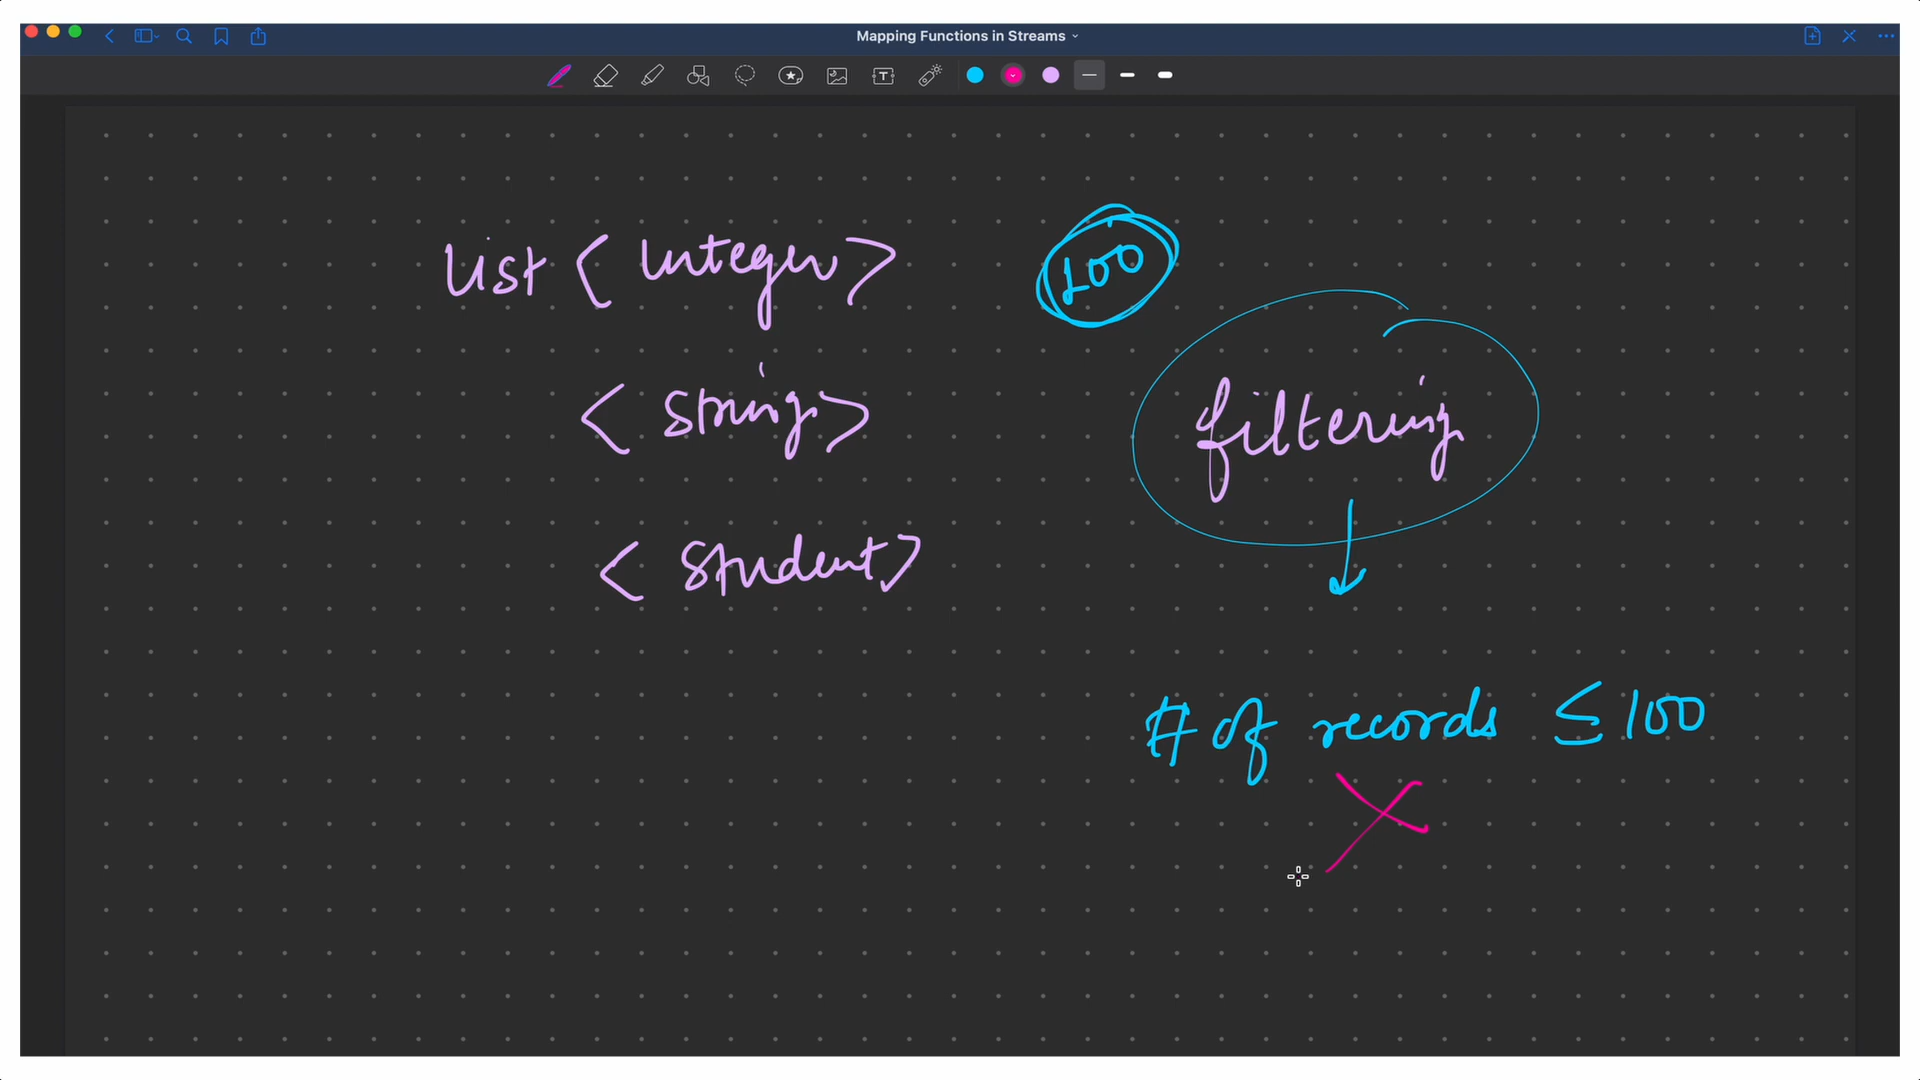 Mapping Functions in Streams
List < Integer>
100
< String>
filtering
< Student>
# of records ≤ 100